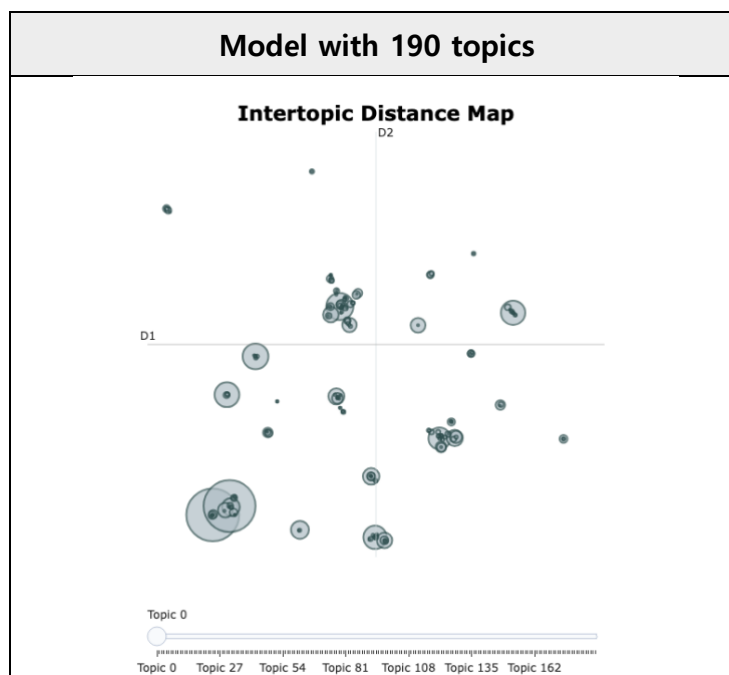 Model with 190 topics
Intertopic Distance Map
D2
D1
Topic 0
Topic 0 Topic 27 Topic 54 Topic 81 Topic 108 Topic 135 Topic 162